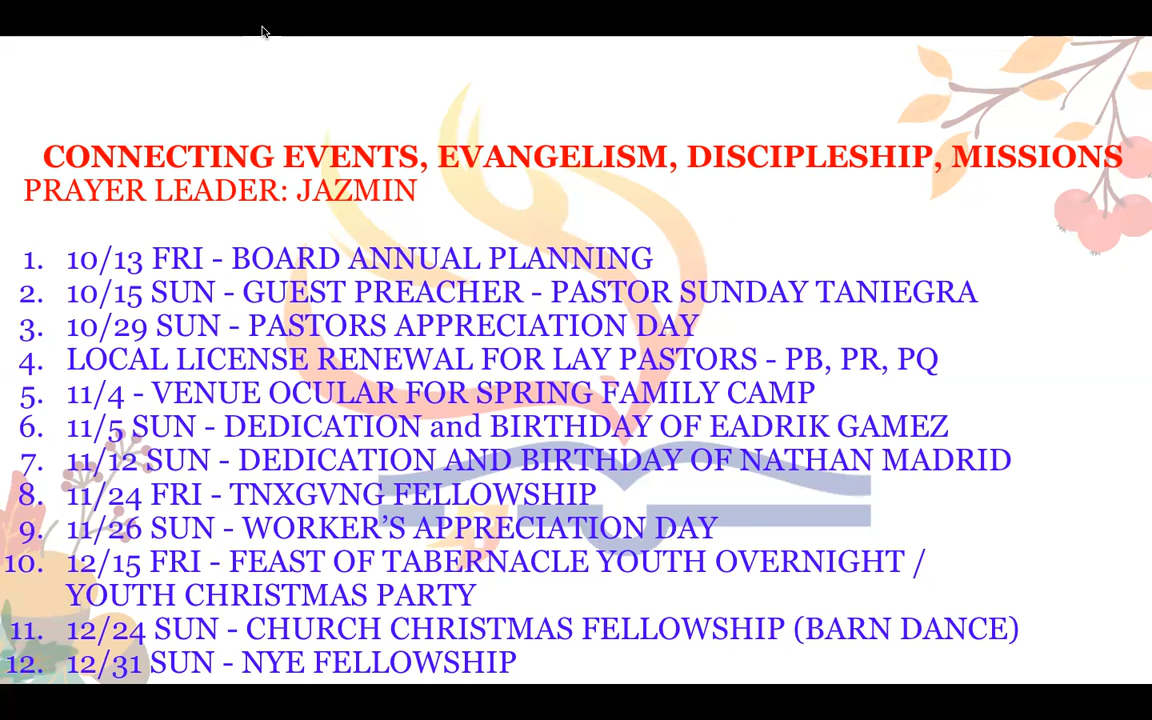 CONNECTING EVENTS, EVANGELISM, DISCIPLESHIP, MISSIONS
PRAYER LEADER: JAZMIN
1. 10/13 FRI - BOARD ANNUAL PLANNING
2. 10/15 SUN - GUEST PREACHER - PASTOR SUNDAY TANIEGRA
3. 10/29 SUN - PASTORS APPRECIATION DAY
4. LOCAL LICENSE RENEWAL FOR LAY PASTORS - PB, PR, PQ
5. 11/4 - VENUE OCULAR FOR SPRING FAMILY CAMP
6. 11/5 SUN - DEDICATION and BIRTHDAY OF EADRIK GAMEZ
7. 11/12 SUN - DEDICATION AND BIRTHDAY OF NATHAN MADRID
8. 11/24 FRI - TNXGVNG FELLOWSHIP
9. 11/26 SUN - WORKER’S APPRECIATION DAY
10. 12/15 FRI - FEAST OF TABERNACLE YOUTH OVERNIGHT /
YOUTH CHRISTMAS PARTY
11. 12/24 SUN - CHURCH CHRISTMAS FELLOWSHIP (BARN DANCE)
12. 12/31 SUN - NYE FELLOWSHIP